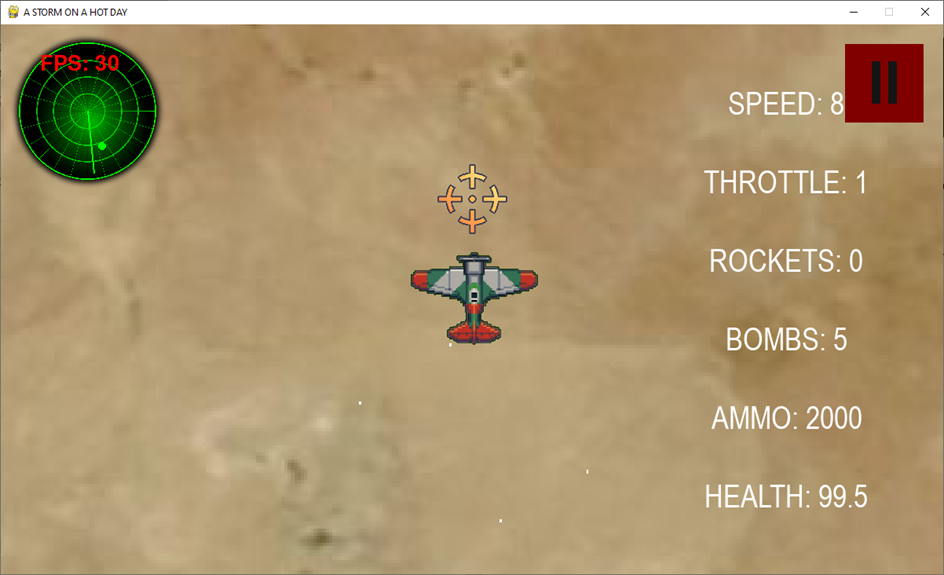 A STORM ON A HOT DAY
FPS: 30
SPEED: 8
THROTTLE: 1
ROCKETS: 0
BOMBS: 5
AMMO: 2000
HEALTH: 99.5